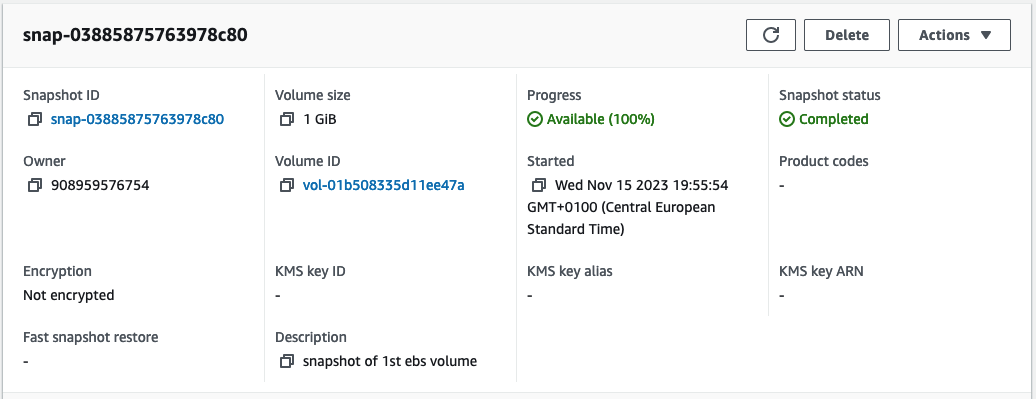 snap-03885875763978c80
Delete
Actions
Snapshot ID
snap-03885875763978c80
Volume size
1 GiB
Progress
Available (100%)
Snapshot status
Completed
Owner
908959576754
Volume ID
vol-01b508335d11ee47a
Started
Wed Nov 15 2023 19:55:54
GMT+0100 (Central European
Standard Time)
Product codes
-
Encryption
Not encrypted
KMS key ID
-
KMS key alias
-
KMS key ARN
-
Fast snapshot restore
-
Description
snapshot of 1st ebs volume